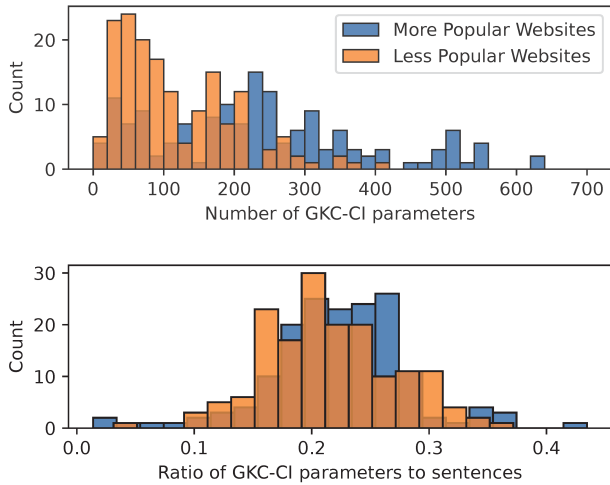 More Popular Websites
Less Popular Websites
20
10
0
Count
0 100 200 300 400 500 600 700
Number of GKC-CI parameters
30
20
10
0
Count
0.0 0.1 0.2 0.3 0.4
Ratio of GKC-CI parameters to sentences